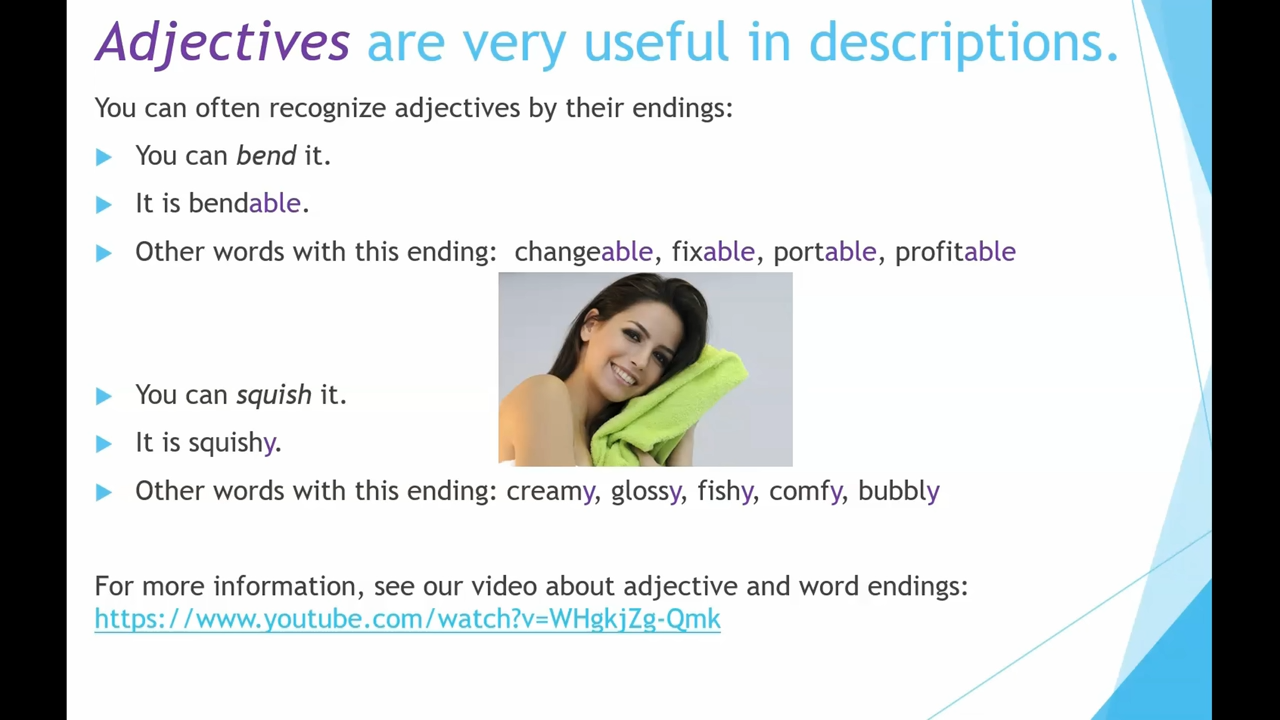 Adjectives are very useful in descriptions.
You can often recognize adjectives by their endings:
You can bend it.
It is bendable.
Other words with this ending: changeable, fixable, portable, profitable
You can squish it.
It is squishy.
Other words with this ending: creamy, glossy, fishy, comfy, bubbly
For more information, see our video about adjective and word endings:
https://www.youtube.com/watch?v=WHgkjZg-Qmk